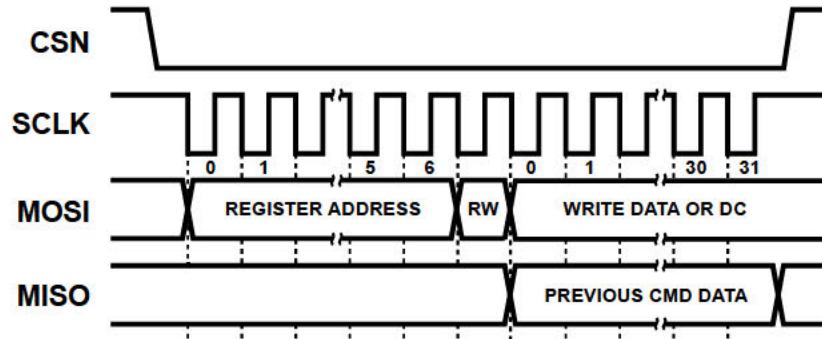 CSN
SCLK
0 1 5 6 0 1 30 31
MOSI REGISTER ADDRESS RW WRITE DATA OR DC
MISO PREVIOUS CMD DATA